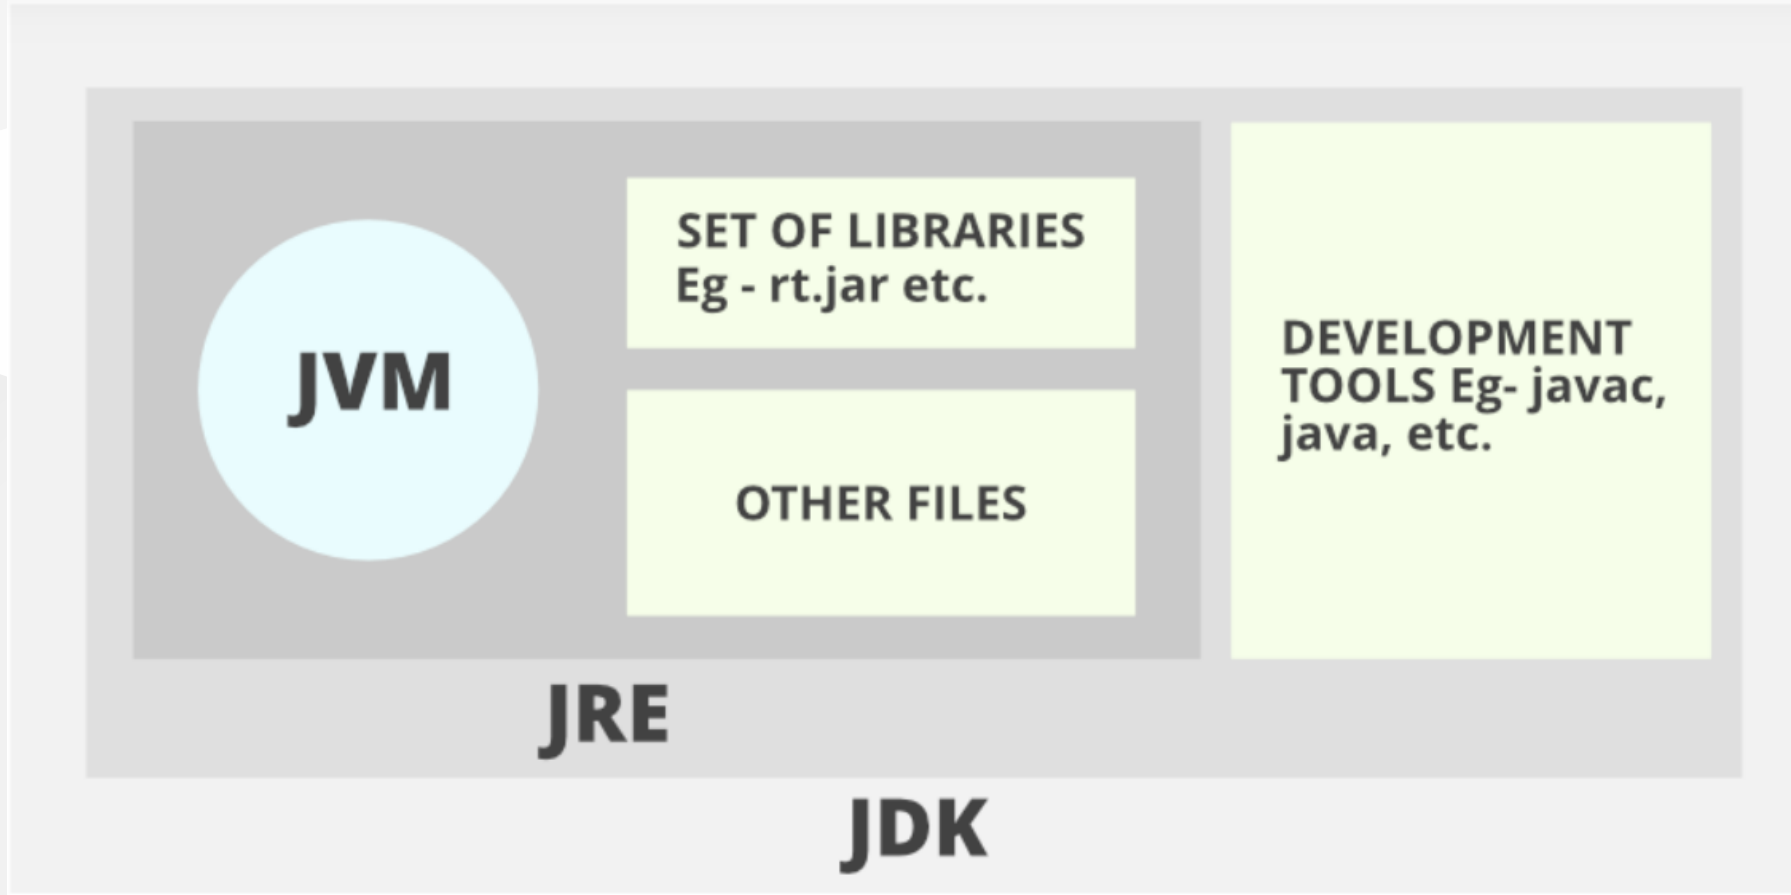 JVM
SET OF LIBRARIES
Eg - rt.jar etc.
OTHER FILES
DEVELOPMENT
TOOLS Eg- javac,
java, etc.
JRE
JDK